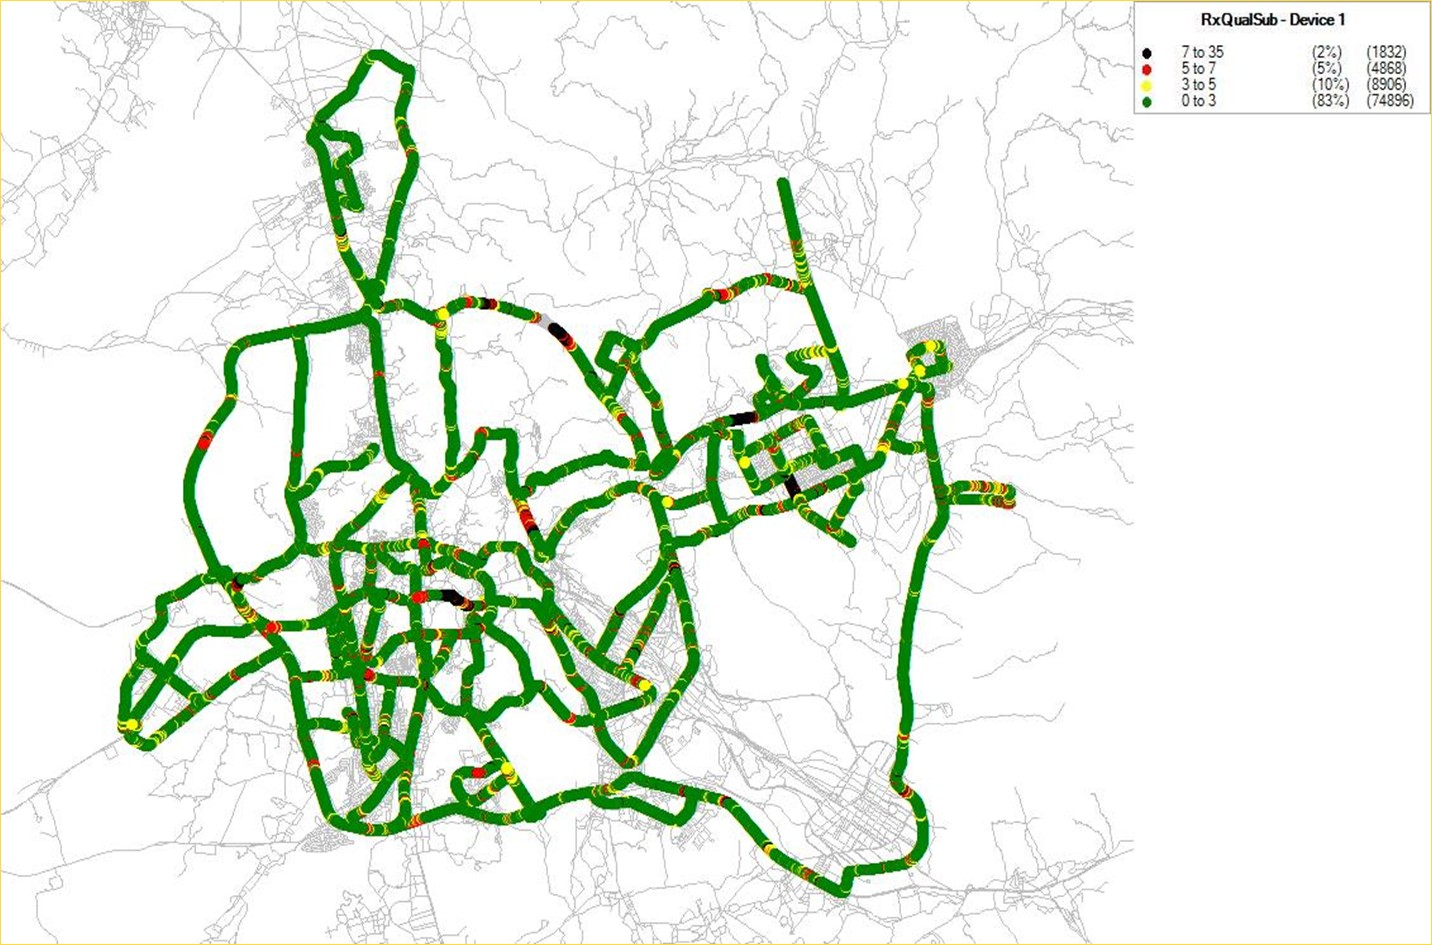 RxQualSub - Device 1
7 to 35 (2%) (1832)
5 to 7 (5%) (4868)
3 to 5 (10%) (8906)
0 to 3 (83%) (74896)